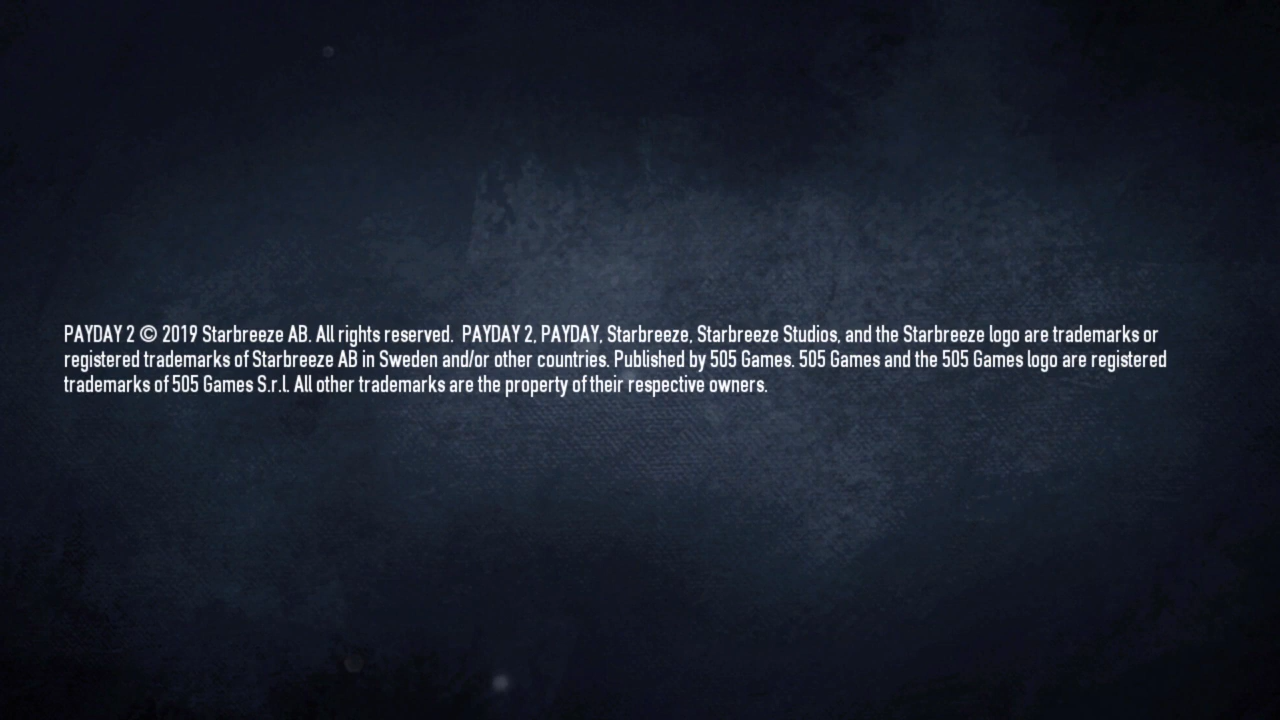 PAYDAY 2 © 2019 Starbreeze AB. All rights reserved.  PAYDAY 2, PAYDAY, Starbreeze, Starbreeze Studios, and the Starbreeze logo are trademarks or
registered trademarks of Starbreeze AB in Sweden and/or other countries. Published by 505 Games. 505 Games and the 505 Games logo are registered
trademarks of 505 Games S.r.l. All other trademarks are the property of their respective owners.